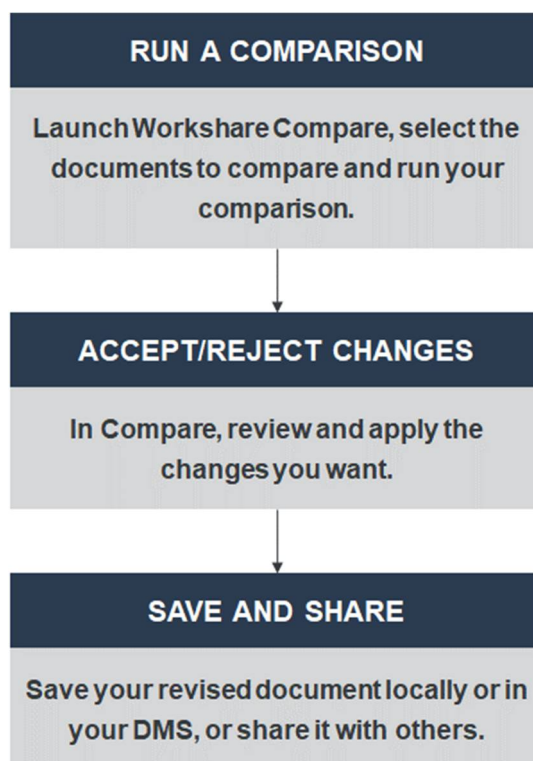 RUN A COMPARISON
Launch Workshare Compare, select the
documents to compare and run your
comparison.
ACCEPT/REJECT CHANGES
In Compare, review and apply the
changes you want.
SAVE AND SHARE
Save your revised document locally or in
your DMS, or share it with others.